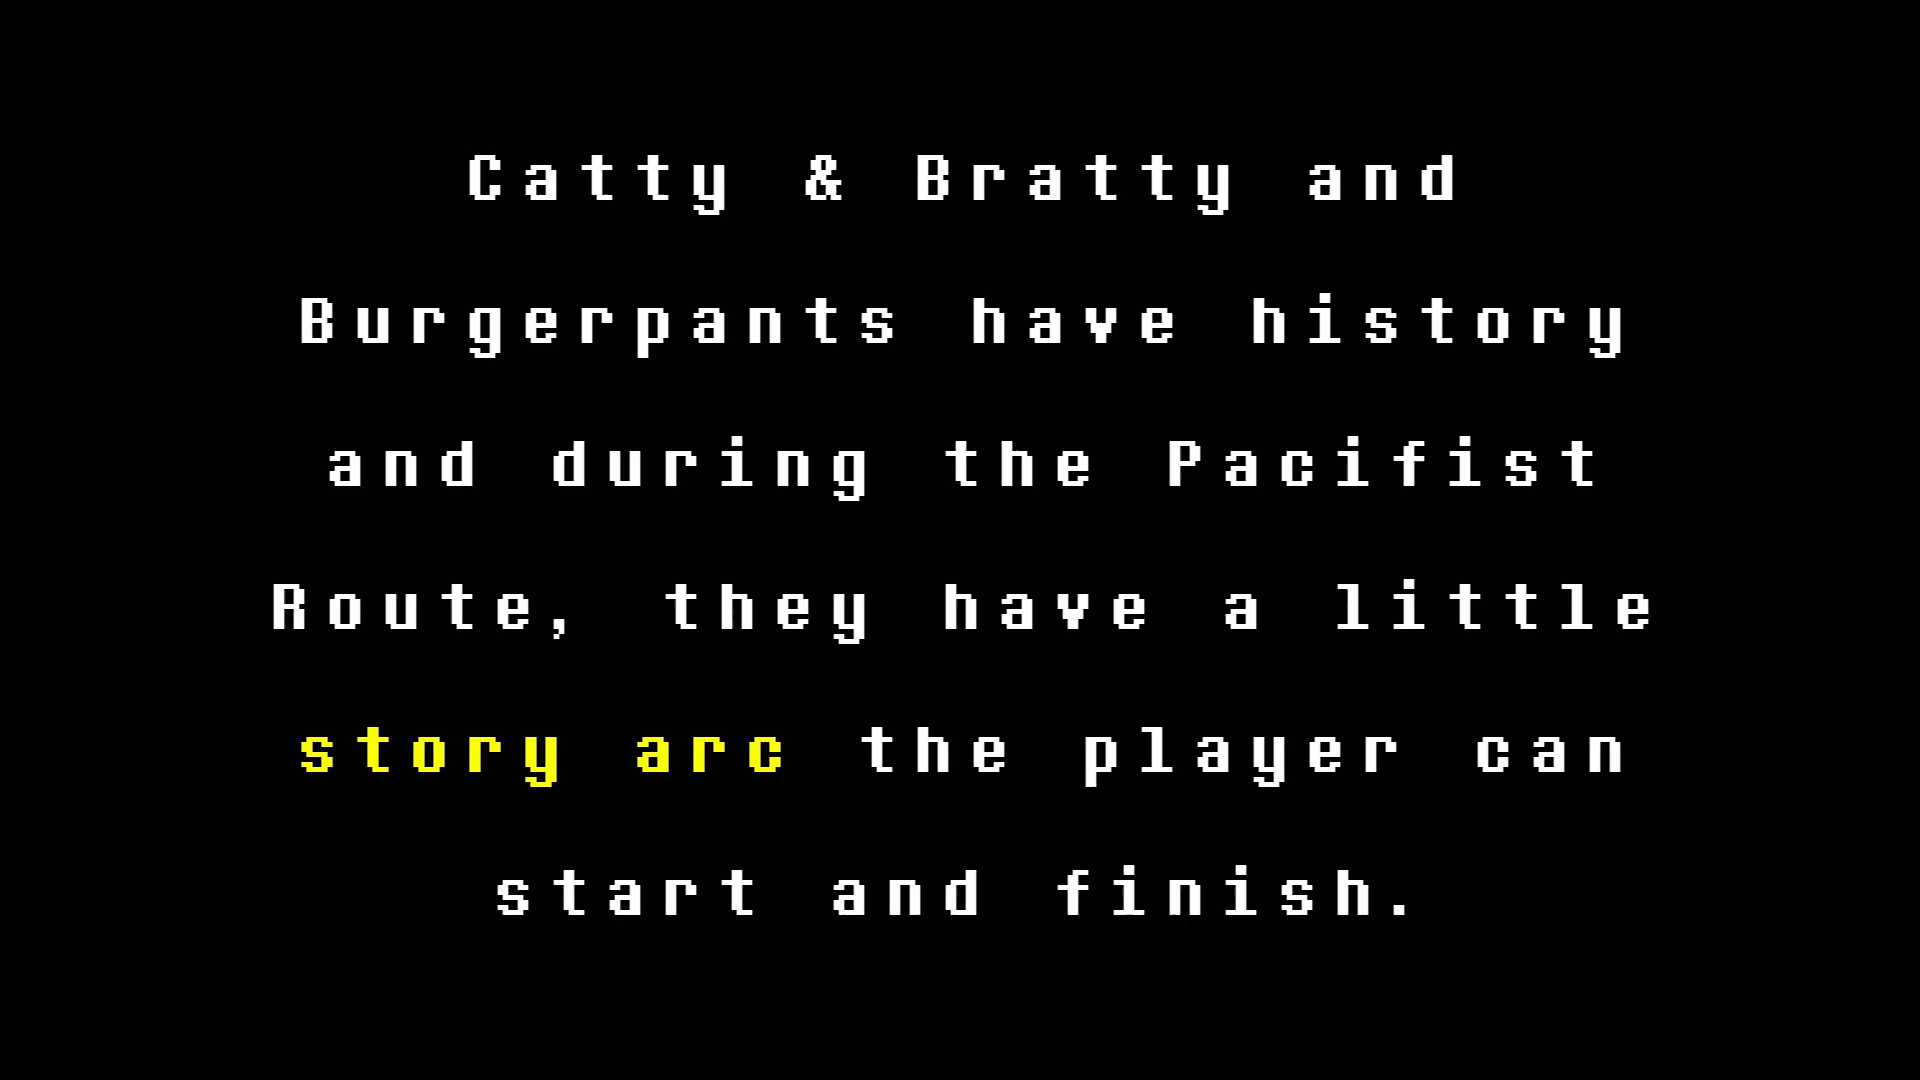 Catty & Bratty and
Burgerpants have history
and during the Pacifist
Route, they have a little
story arc the player can
start and finish.